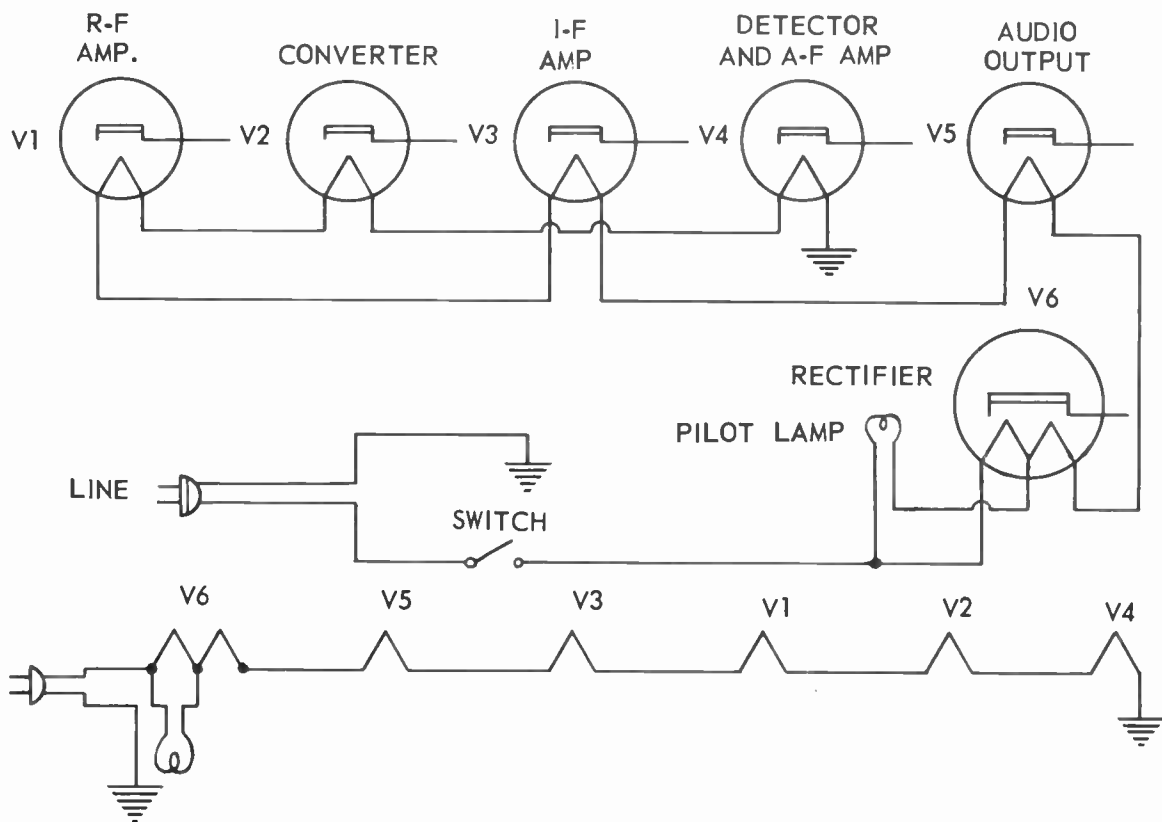 R-F
AMP.
CONVERTER
I-F
AMP
DETECTOR
AND A-F AMP
AUDIO
OUTPUT
V1
V2
V3
V4
V5
V6
RECTIFIER
PILOT LAMP
LINE
SWITCH
V6
V5
V3
V1
V2
V4